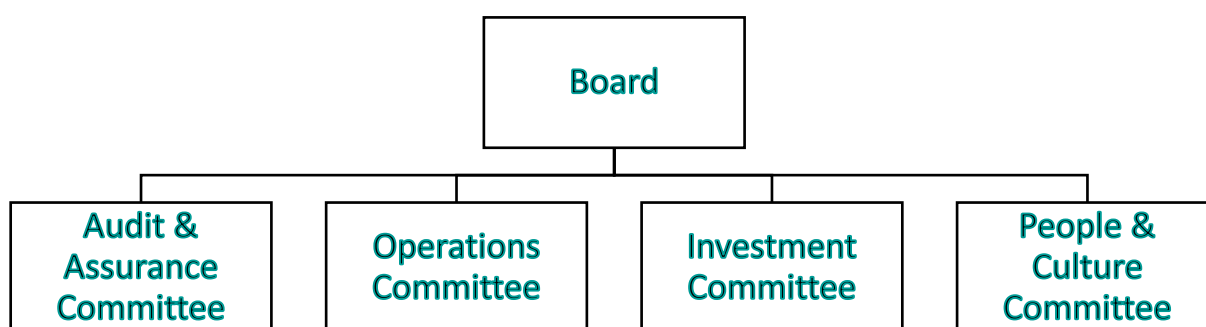 Board
Audit &
Assurance
Committee
Operations
Committee
Investment
Committee
People &
Culture
Committee